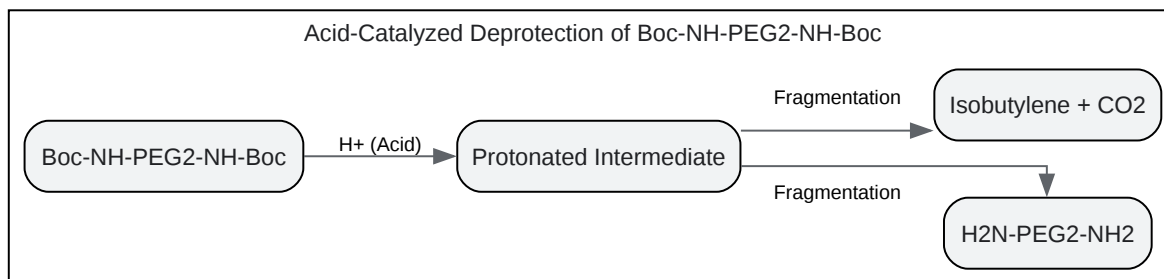 Acid-Catalyzed Deprotection of Boc-NH-PEG2-NH-Boc
Boc-NH-PEG2-NH-Boc
H+ (Acid)
Protonated Intermediate
Fragmentation
Isobutylene + CO2
Fragmentation
H2N-PEG2-NH2